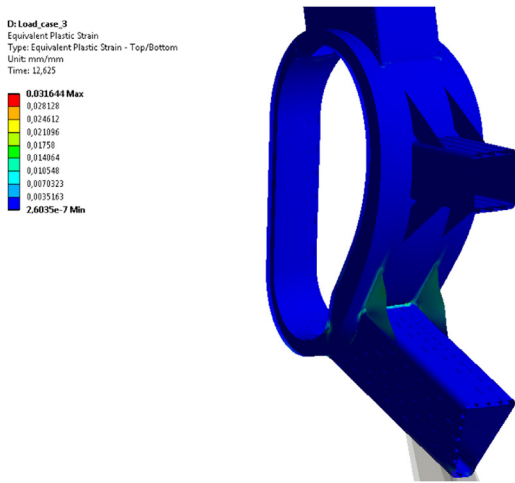 D: Load_case_3
Equivalent Plastic Strain
Type: Equivalent Plastic Strain - Top/Bottom
Unit: mm/mm
Time: 12,625
0.031644 Max
0,028128
0,024612
0,021096
0,01758
0,014064
0,010548
0,0070323
0,0035163
2,6035e-7 Min